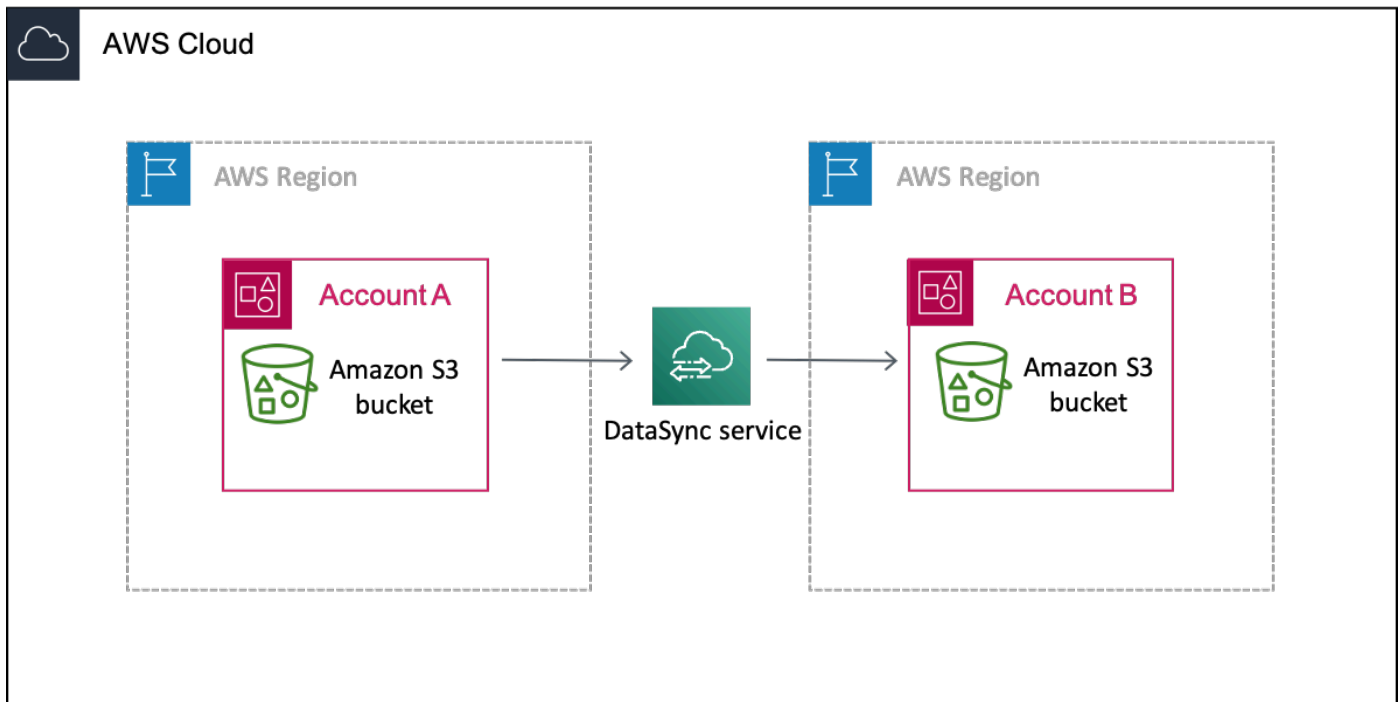 AWS Cloud
AWS Region
AWS Region
Account A
Account B
Amazon S3
bucket
Amazon S3
bucket
DataSync service